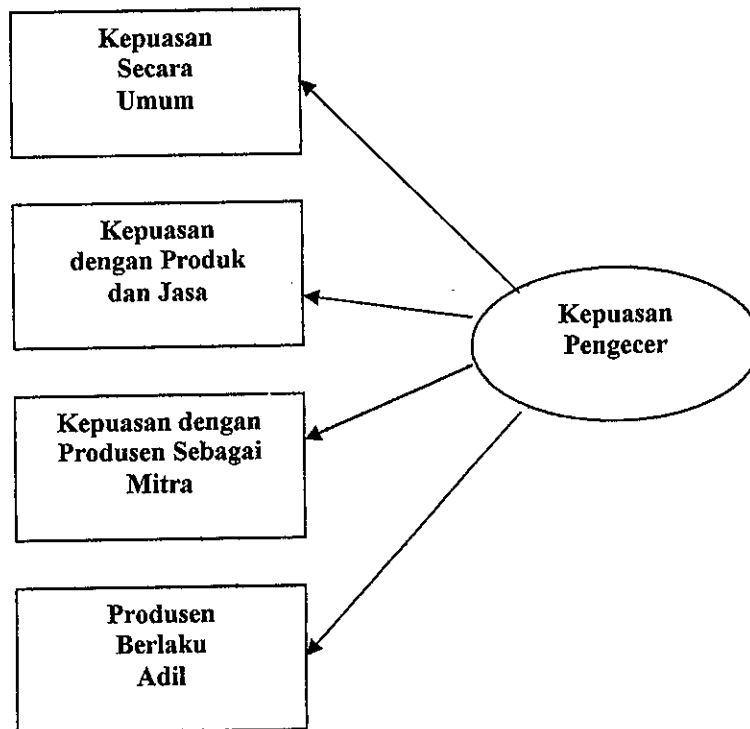 Kepuasan
Secara
Umum
Kepuasan
dengan Produk
dan Jasa
Kepuasan
Pengecer
Kepuasan dengan
Produsen Sebagai
Mitra
Produsen
Berlaku
Adil